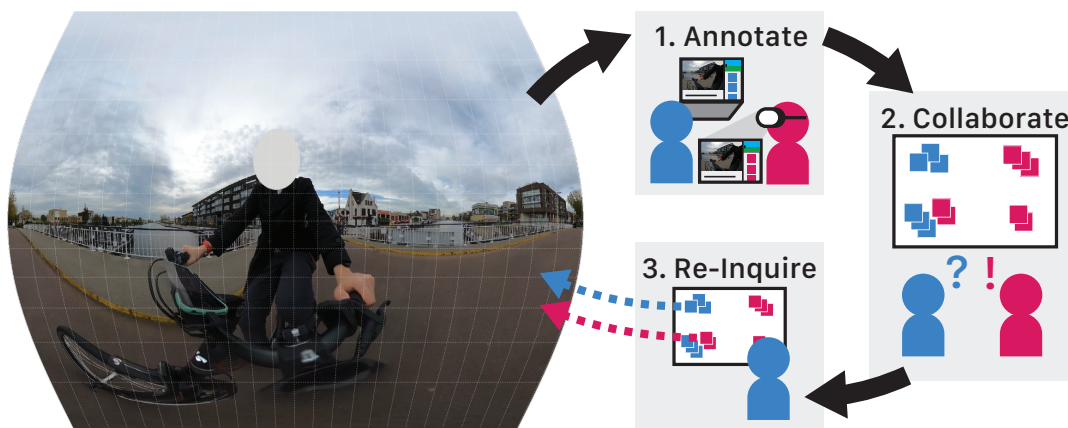 1. Annotate
2. Collaborate
? !
3. Re-Inquire